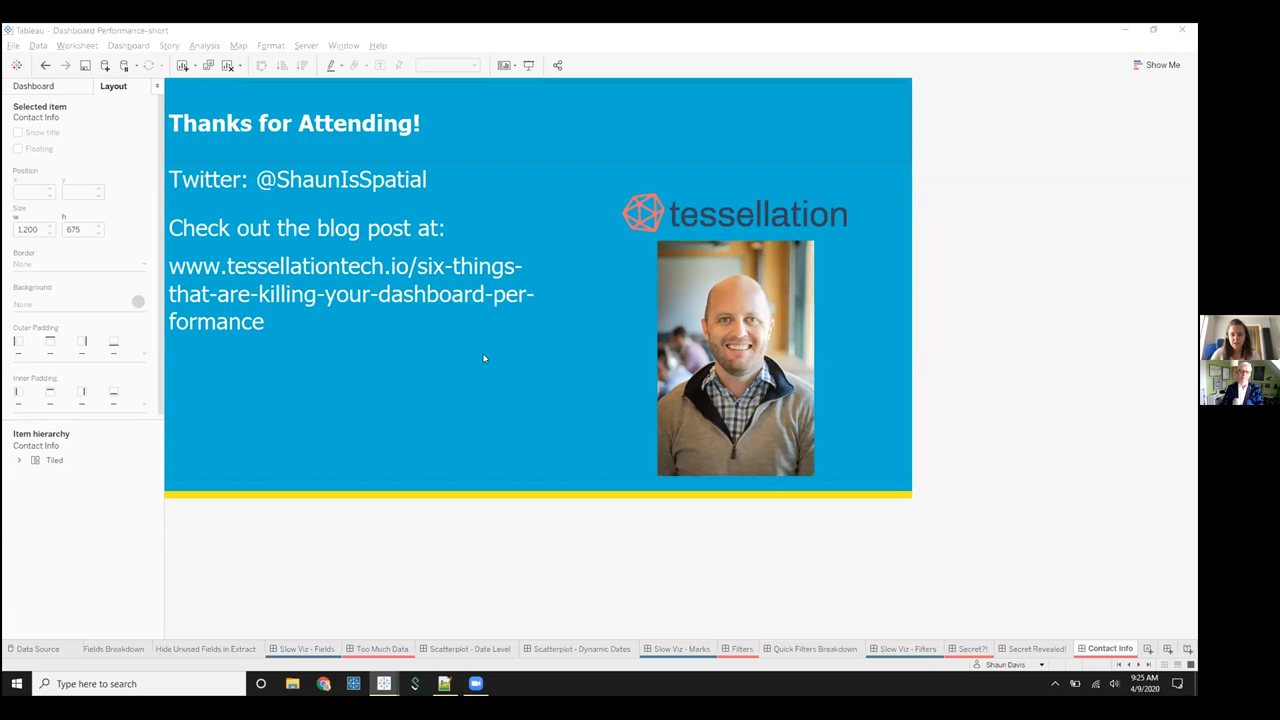 Tableau - Dashboard Performance-short
File Data Worksheet Dashboard Story Analysis Map Format Server Window Help
Show Me
Dashboard Layout
Selected item
Contact Info
Show title
Floating
Position
x y
Size
w h
1,200 675
Border
None
Background
None
Outer Padding
Inner Padding
Item hierarchy
Contact Info
Tiled
Thanks for Attending!
Twitter: @ShaunIsSpatial
Check out the blog post at:
www.tessellationtech.io/six-things-
that-are-killing-your-dashboard-per-
formance
tessellation
Data Source Fields Breakdown Hide Unused Fields in Extract Slow Viz - Fields Too Much Data Scatterplot - Date Level Scatterplot - Dynamic Dates Slow Viz - Marks Filters Quick Filters Breakdown Slow Viz - Filters Secret?! Secret Revealed! Contact Info
Shaun Davis
Type here to search
9:25 AM
4/9/2020